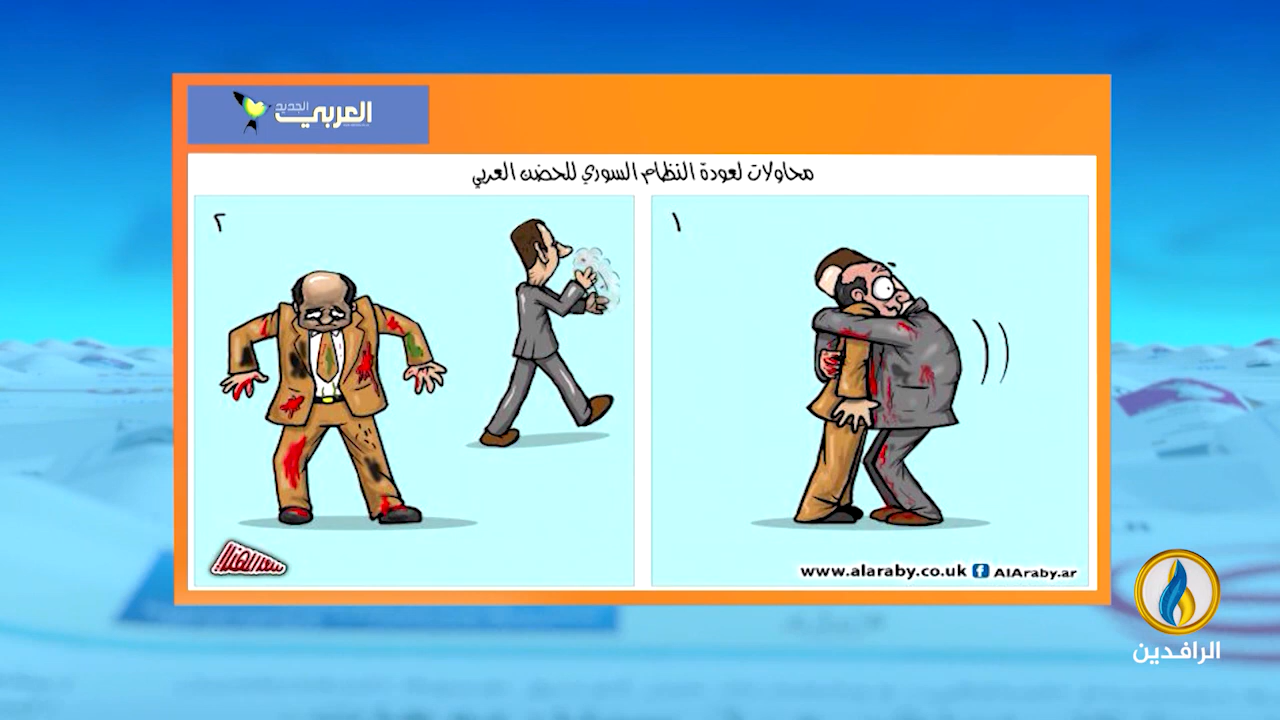 العربي الجديد
محاولات لعودة النظام السوري للحضن العربي
١
٢
www.alaraby.co.uk f AlAraby.ar
الرافدين